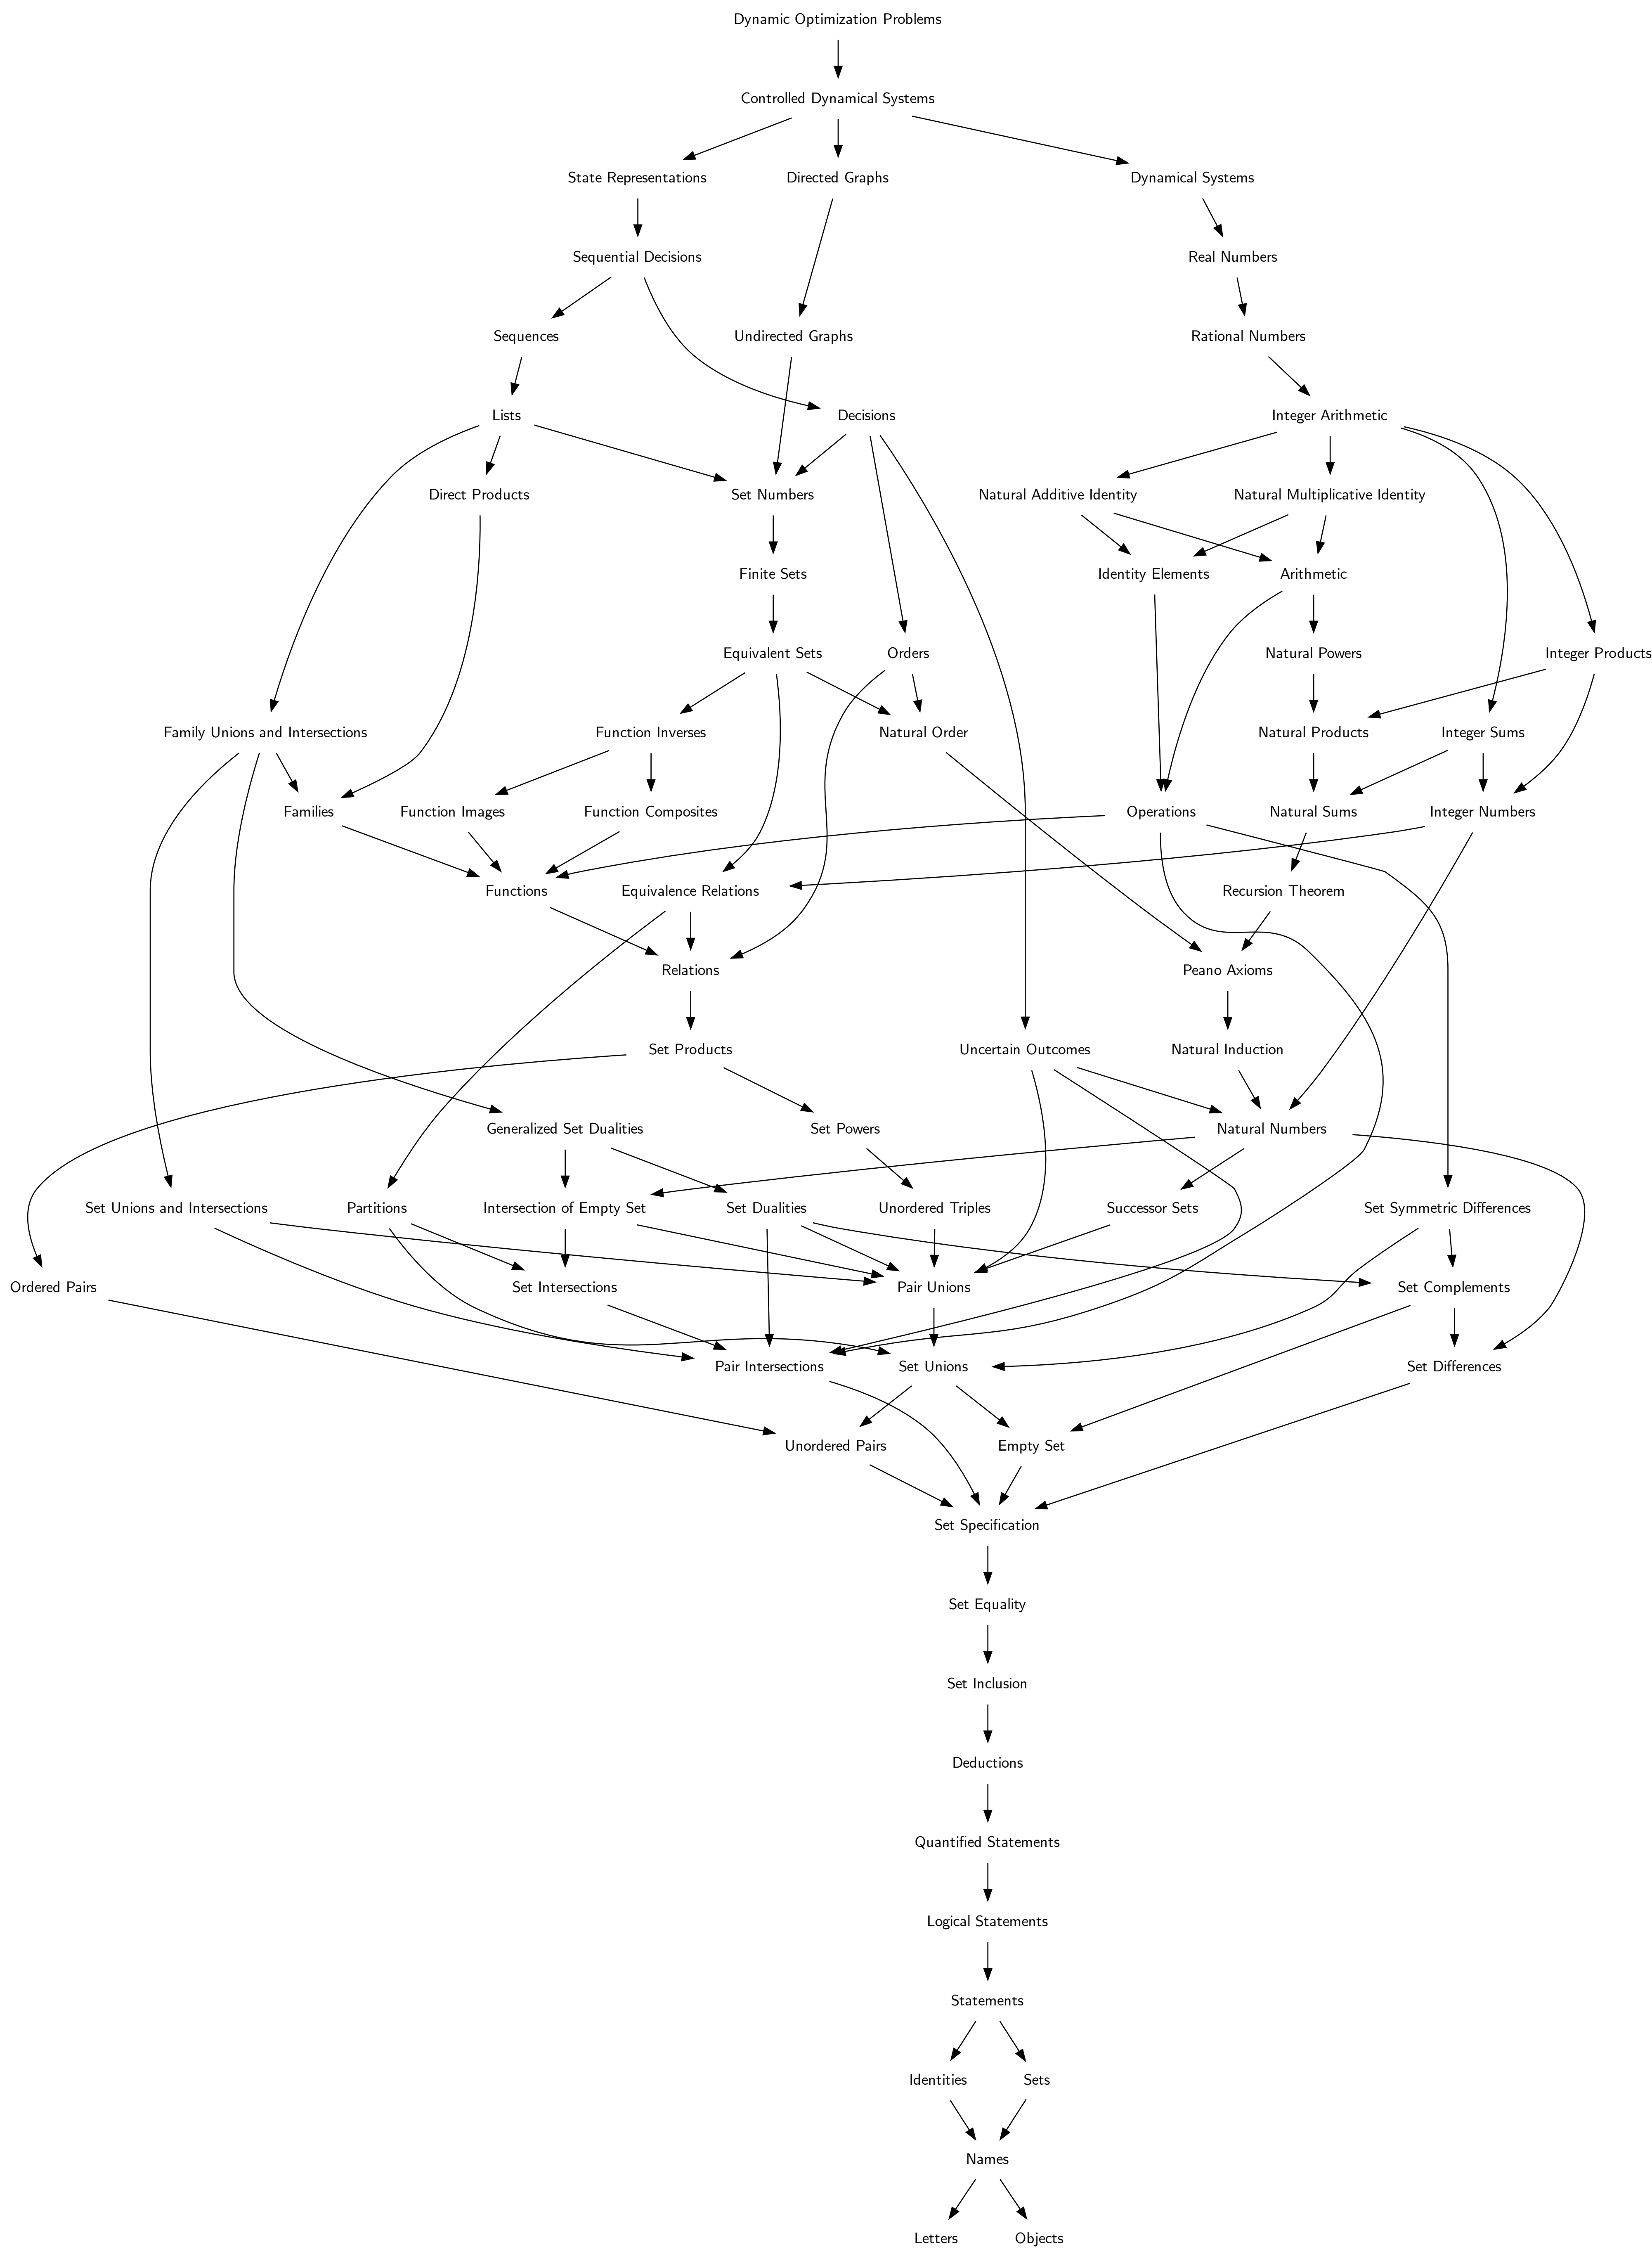 Dynamic Optimization Problems
Controlled Dynamical Systems
State Representations
Directed Graphs
Dynamical Systems
Sequential Decisions
Real Numbers
Sequences
Undirected Graphs
Rational Numbers
Lists
Decisions
Integer Arithmetic
Direct Products
Set Numbers
Natural Additive Identity
Natural Multiplicative Identity
Finite Sets
Identity Elements
Arithmetic
Equivalent Sets
Orders
Natural Powers
Integer Products
Family Unions and Intersections
Function Inverses
Natural Order
Natural Products
Integer Sums
Families
Function Images
Function Composites
Operations
Natural Sums
Integer Numbers
Functions
Equivalence Relations
Recursion Theorem
Relations
Peano Axioms
Set Products
Uncertain Outcomes
Natural Induction
Generalized Set Dualities
Set Powers
Natural Numbers
Set Unions and Intersections
Partitions
Intersection of Empty Set
Set Dualities
Unordered Triples
Successor Sets
Set Symmetric Differences
Ordered Pairs
Set Intersections
Pair Unions
Set Complements
Pair Intersections
Set Unions
Set Differences
Unordered Pairs
Empty Set
Set Specification
Set Equality
Set Inclusion
Deductions
Quantified Statements
Logical Statements
Statements
Identities
Sets
Names
Letters
Objects